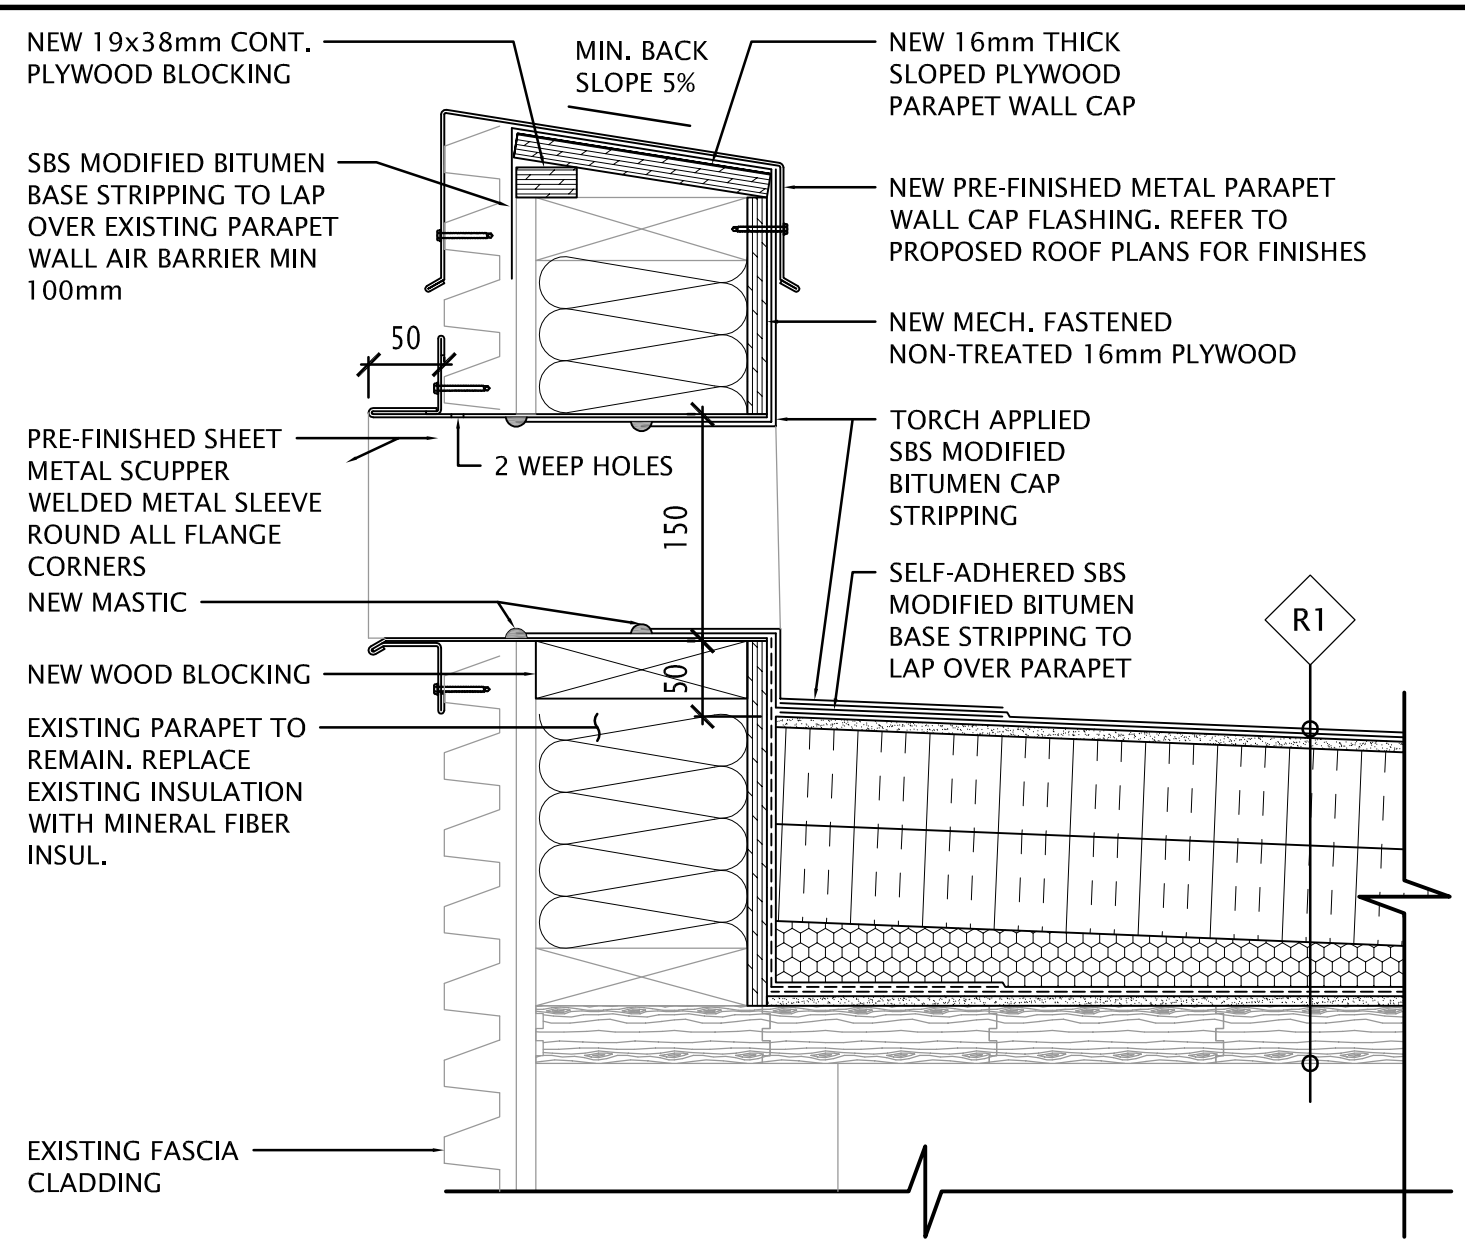 NEW 19x38mm CONT.
PLYWOOD BLOCKING
MIN. BACK
SLOPE 5%
NEW 16mm THICK
SLOPED PLYWOOD
PARAPET WALL CAP
SBS MODIFIED BITUMEN
BASE STRIPPING TO LAP
OVER EXISTING PARAPET
WALL AIR BARRIER MIN
100mm
NEW PRE-FINISHED METAL PARAPET
WALL CAP FLASHING. REFER TO
PROPOSED ROOF PLANS FOR FINISHES
NEW MECH. FASTENED
NON-TREATED 16mm PLYWOOD
50
PRE-FINISHED SHEET
METAL SCUPPER
WELDED METAL SLEEVE
ROUND ALL FLANGE
CORNERS
2 WEEP HOLES
TORCH APPLIED
SBS MODIFIED
BITUMEN CAP
STRIPPING
150
NEW MASTIC
SELF-ADHERED SBS
MODIFIED BITUMEN
BASE STRIPPING TO
LAP OVER PARAPET
R1
NEW WOOD BLOCKING
50
EXISTING PARAPET TO
REMAIN. REPLACE
EXISTING INSULATION
WITH MINERAL FIBER
INSUL.
EXISTING FASCIA
CLADDING